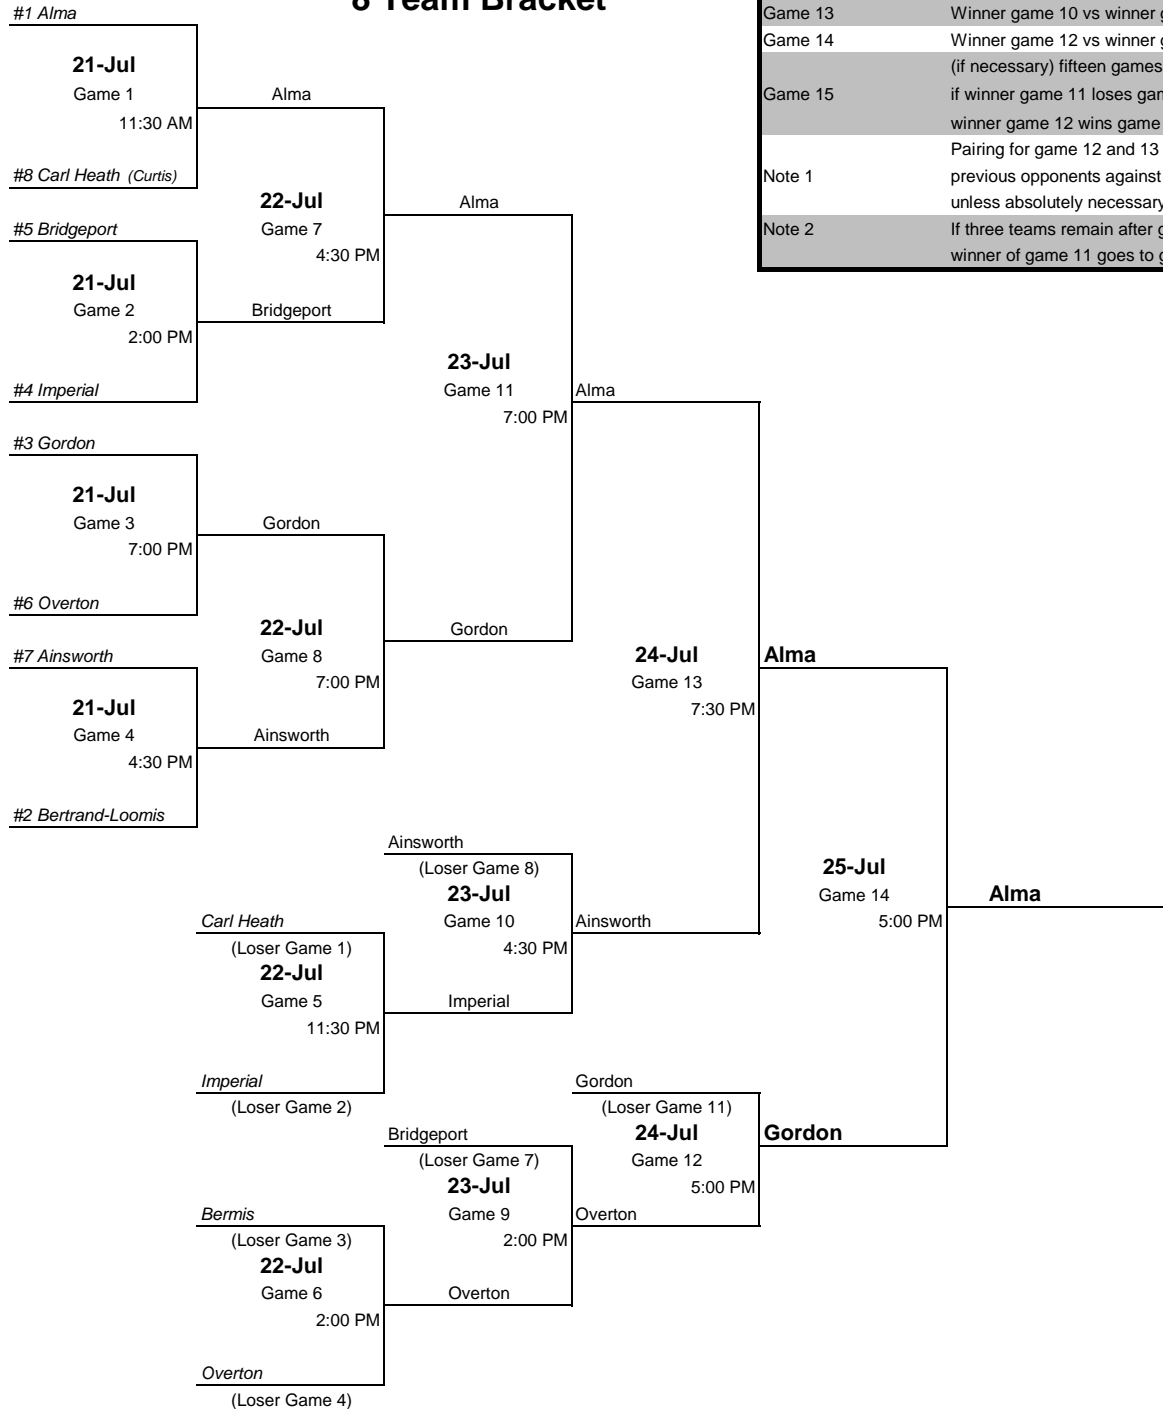 8 Team Bracket
#1 Alma
21-Jul
Game 1
11:30 AM
Alma
#8 Carl Heath (Curtis)
22-Jul
Game 7
4:30 PM
Alma
#5 Bridgeport
21-Jul
Game 2
2:00 PM
Bridgeport
#4 Imperial
23-Jul
Game 11
7:00 PM
Alma
#3 Gordon
21-Jul
Game 3
7:00 PM
Gordon
#6 Overton
22-Jul
Game 8
7:00 PM
Gordon
#7 Ainsworth
21-Jul
Game 4
4:30 PM
Ainsworth
#2 Bertrand-Loomis
24-Jul
Game 13
7:30 PM
Alma
Ainsworth
(Loser Game 8)
23-Jul
Game 10
4:30 PM
Ainsworth
Carl Heath
(Loser Game 1)
22-Jul
Game 5
11:30 PM
Imperial
Imperial
(Loser Game 2)
25-Jul
Game 14
5:00 PM
Alma
Gordon
(Loser Game 11)
24-Jul
Game 12
5:00 PM
Gordon
Bridgeport
(Loser Game 7)
23-Jul
Game 9
2:00 PM
Overton
Bermis
(Loser Game 3)
22-Jul
Game 6
2:00 PM
Overton
Overton
(Loser Game 4)
Game 13 Winner game 10 vs winner
Game 14 Winner game 12 vs winner
(if necessary) fifteen games
Game 15 if winner game 11 loses
winner game 12 wins game
Pairing for game 12 and 13
Note 1 previous opponents against
unless absolutely necessary
Note 2 If three teams remain after
winner of game 11 goes to